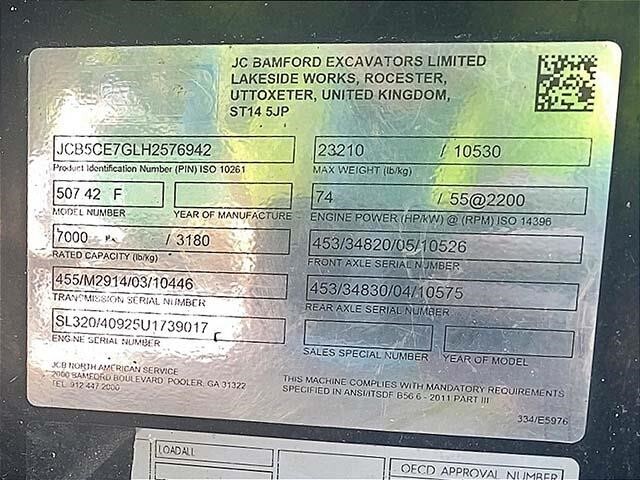 JC BAMFORD EXCAVATORS LIMITED
LAKESIDE WORKS, ROCESTER,
UTTOXETER, UNITED KINGDOM,
ST14 5JP
JCB5CE7GLH2576942
Product Identification Number (PIN) ISO 10261
23210 / 10530
MAX WEIGHT (lb/kg)
507 42 F
MODEL NUMBER
YEAR OF MANUFACTURE
74 / 55@2200
ENGINE POWER (HP/KW) @ (RPM) ISO 14396
7000 / 3180
RATED CAPACITY (lb/kg)
453/34820/05/10526
FRONT AXLE SERIAL NUMBER
455/M2914/03/10446
TRANSMISSION SERIAL NUMBER
453/34830/04/10575
REAR AXLE SERIAL NUMBER
SL320/40925U1739017
ENGINE SERIAL NUMBER
SALES SPECIAL NUMBER
YEAR OF MODEL
JCB NORTH AMERICAN SERVICE
2000 BAMFORD BOULEVARD POOLER, GA 31322
TEL. 912 447 2000
THIS MACHINE COMPLIES WITH MANDATORY REQUIREMENTS
SPECIFIED IN ANSI/ITSDF B56 6 - 2011 PART III
334/E5976
LOADALL
OECD APPROVAL NUMBER